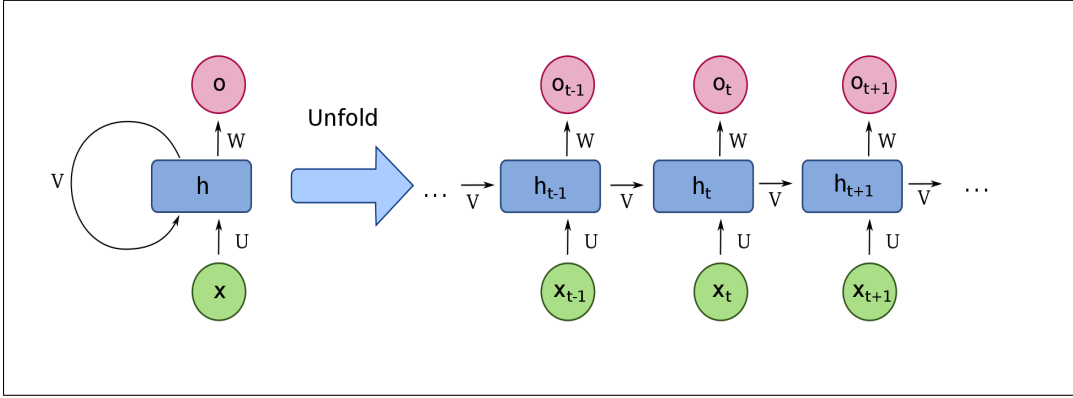 o
o_{t-1}
o_t
o_{t+1}
Unfold
W
W
W
W
V
h
...
V
h_{t-1}
V
h_t
V
h_{t+1}
V
...
U
U
U
U
x
x_{t-1}
x_t
x_{t+1}